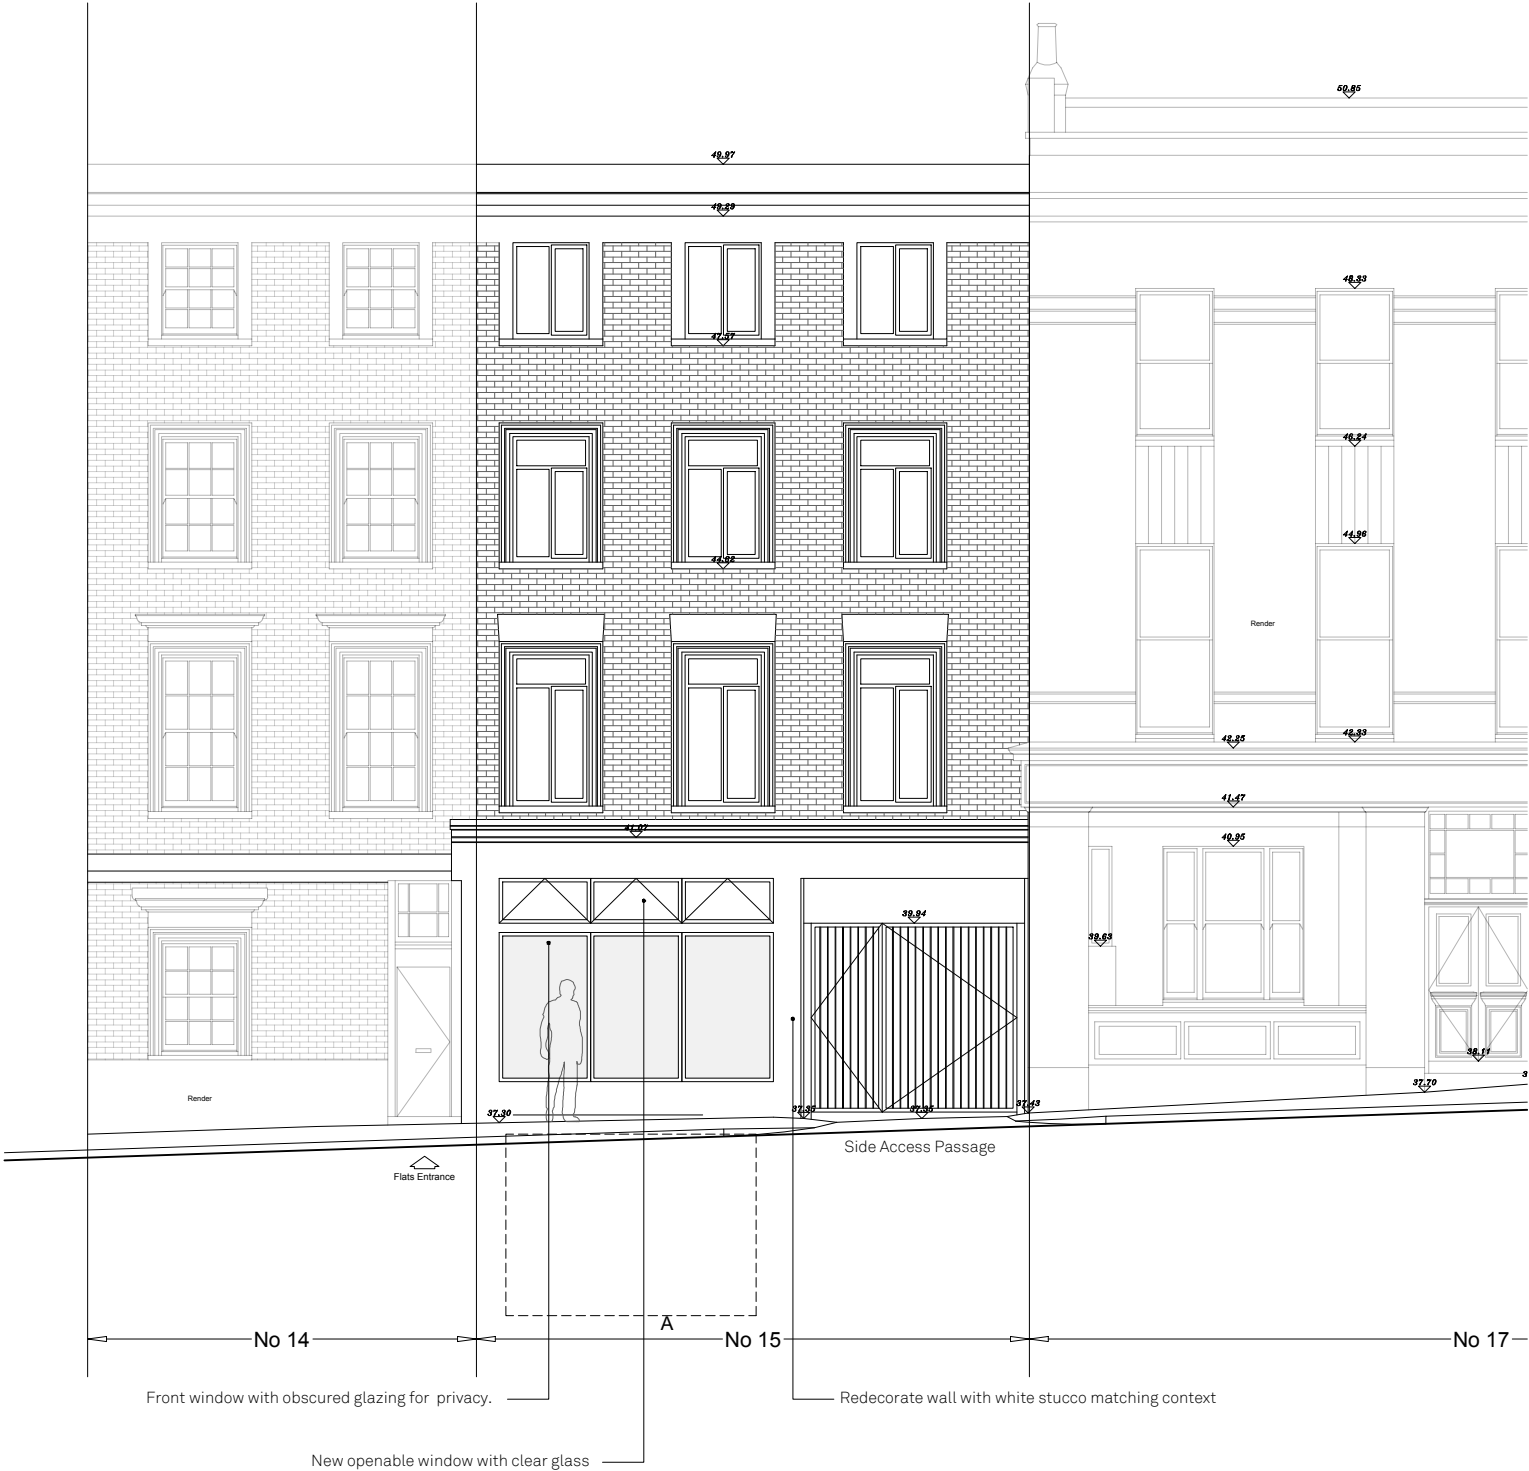 50.85
49.97
49.29
48.33
47.57
46.24
44.96
44.62
Render
42.33
42.25
41.47
41.07
40.95
39.94
39.63
38.11
37.70
Render
37.30
37.35
37.35
37.43
Side Access Passage
Flats Entrance
A
No 14
No 15
No 17
Front window with obscured glazing for privacy.
Redecorate wall with white stucco matching context
New openable window with clear glass